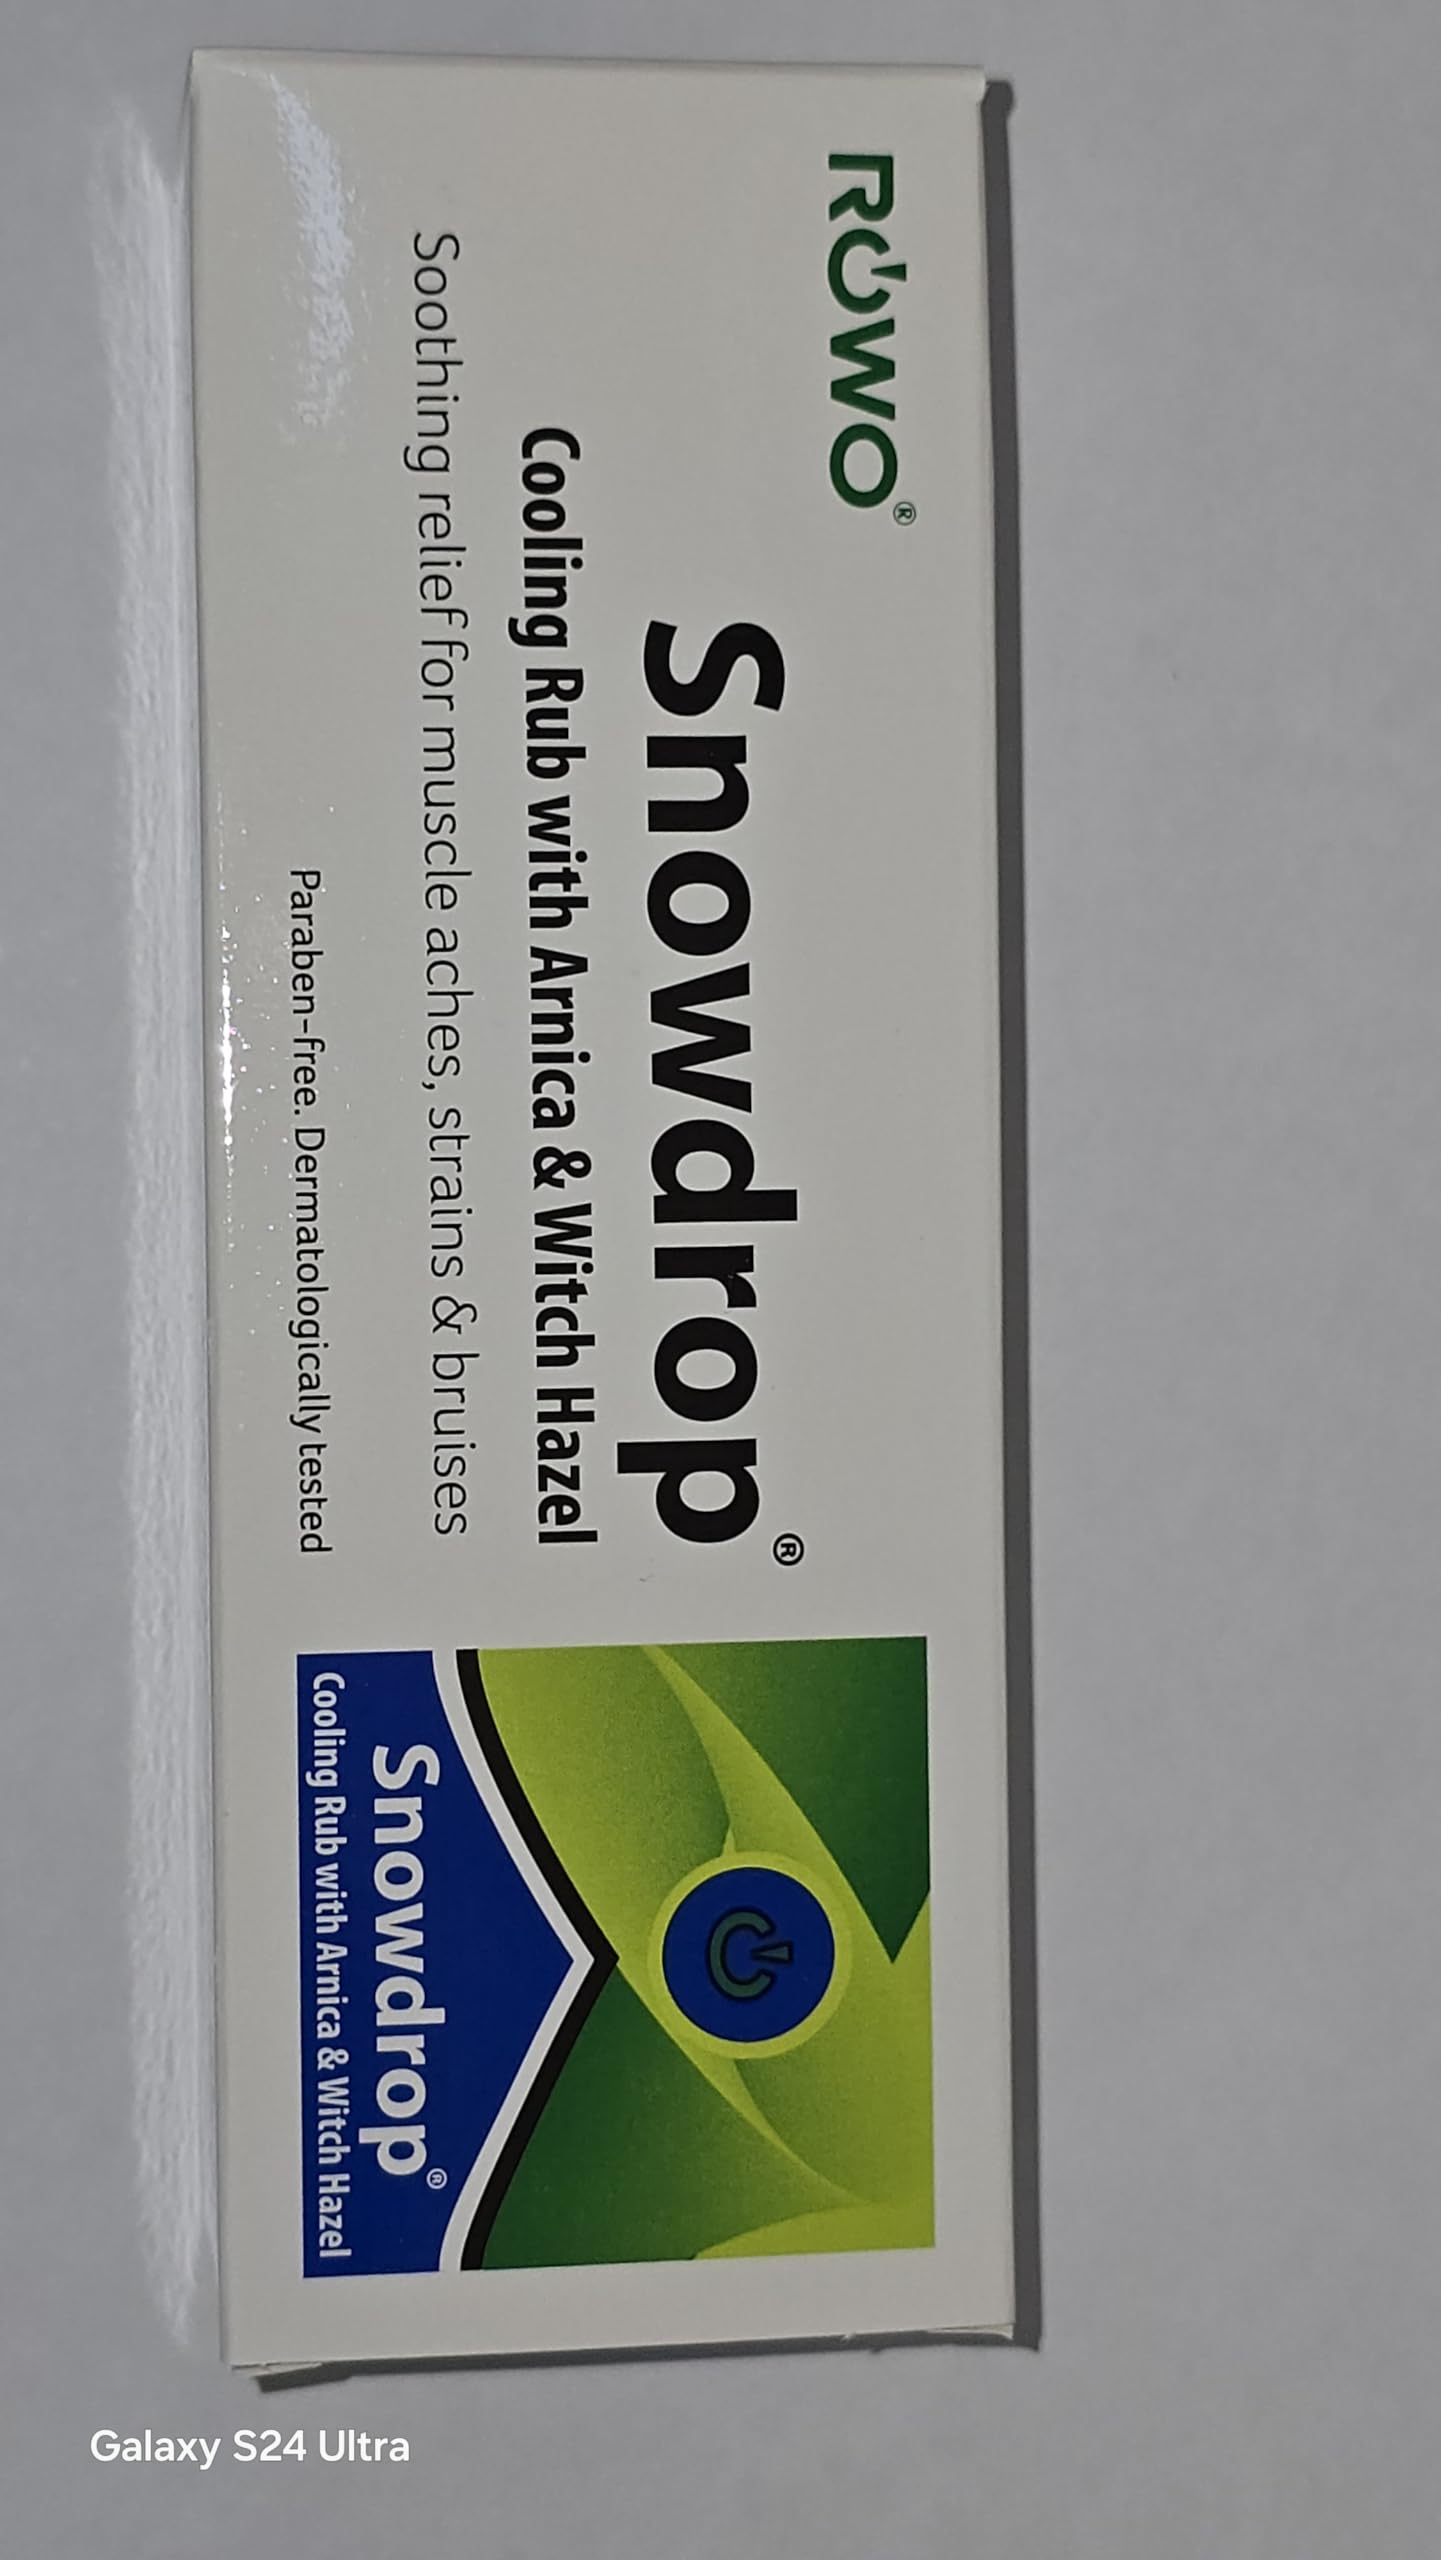 ROWO®
Snowdrop®
Cooling Rub with Arnica & Witch Hazel
Soothing relief for muscle aches, strains & bruises
Paraben-free. Dermatologically tested
Snowdrop®
Cooling Rub with Arnica & Witch Hazel
Galaxy S24 Ultra